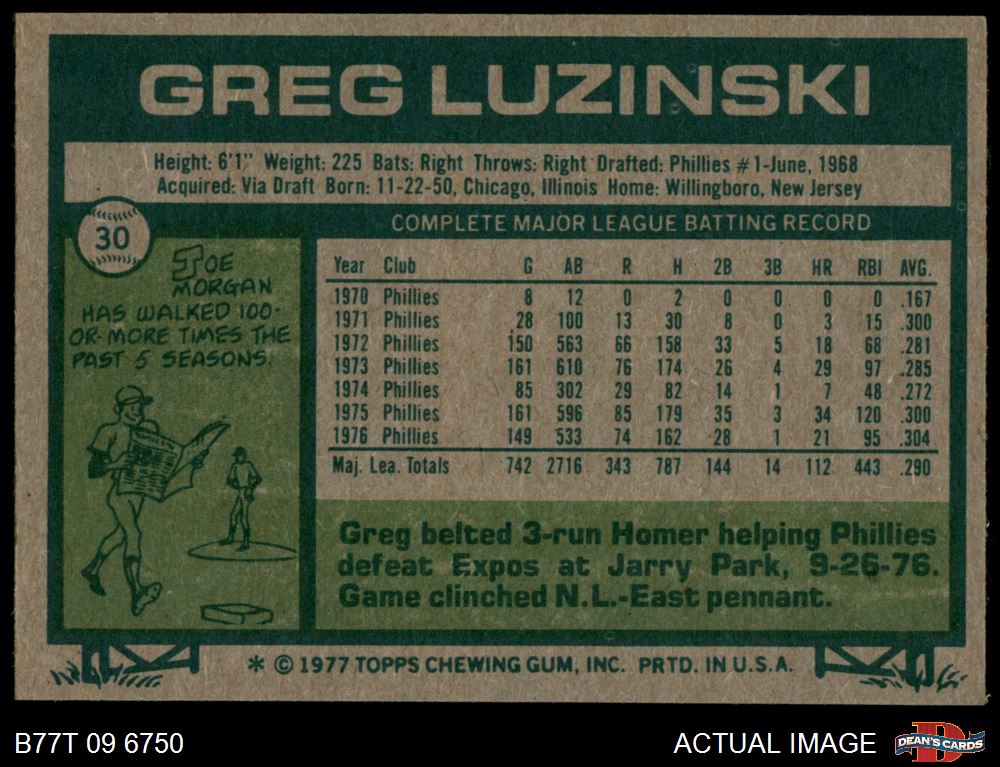 GREG LUZINSKI
Height: 6'1" Weight: 225 Bats: Right Throws: Right Drafted: Phillies #1-June, 1968
Acquired: Via Draft Born: 11-22-50, Chicago, Illinois Home: Willingboro, New Jersey
30
JOE
MORGAN
HAS WALKED 100-
OR-MORE TIMES THE
PAST 5 SEASONS.
COMPLETE MAJOR LEAGUE BATTING RECORD
Year Club G AB R H 2B 3B HR RBI AVG.
1970 Phillies 8 12 0 2 0 0 0 0 .167
1971 Phillies 28 100 13 30 8 0 3 15 .300
1972 Phillies 150 563 66 158 33 5 18 68 .281
1973 Phillies 161 610 76 174 26 4 29 97 .285
1974 Phillies 85 302 29 82 14 1 7 48 .272
1975 Phillies 161 596 85 179 35 3 34 120 .300
1976 Phillies 149 533 74 162 28 1 21 95 .304
Maj. Lea. Totals 742 2716 343 787 144 14 112 443 .290
Greg belted 3-run Homer helping Phillies
defeat Expos at Jarry Park, 9-26-76.
Game clinched N.L.-East pennant.
* © 1977 TOPPS CHEWING GUM, INC. PRTD. IN U.S.A.
B77T 09 6750
ACTUAL IMAGE
D
DEAN'S CARDS